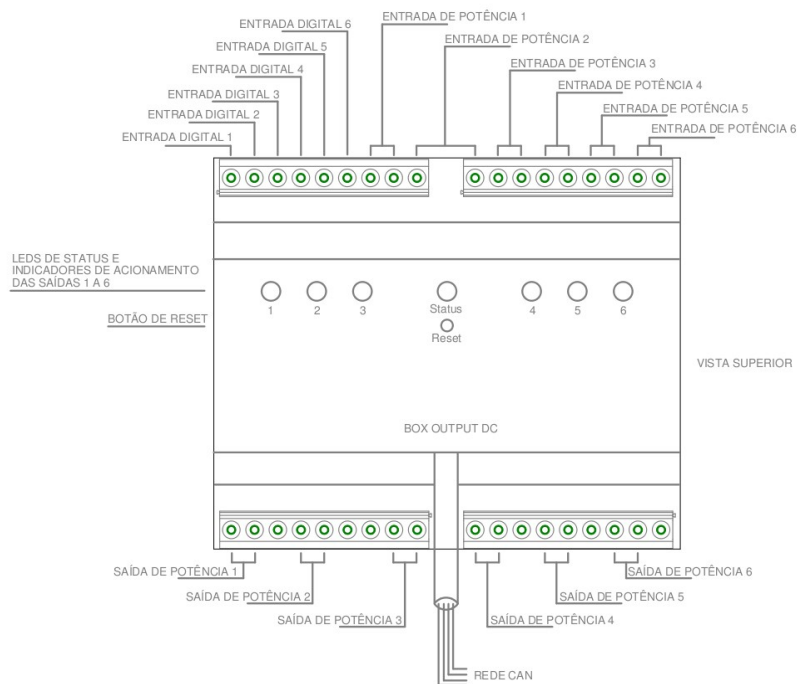 ENTRADA DIGITAL 6
ENTRADA DIGITAL 5
ENTRADA DIGITAL 4
ENTRADA DIGITAL 3
ENTRADA DIGITAL 2
ENTRADA DIGITAL 1
ENTRADA DE POTÊNCIA 1
ENTRADA DE POTÊNCIA 2
ENTRADA DE POTÊNCIA 3
ENTRADA DE POTÊNCIA 4
ENTRADA DE POTÊNCIA 5
ENTRADA DE POTÊNCIA 6
LEDS DE STATUS E
INDICADORES DE ACIONAMENTO
DAS SAÍDAS 1 A 6
BOTÃO DE RESET
1
2
3
Status
Reset
4
5
6
VISTA SUPERIOR
BOX OUTPUT DC
SAÍDA DE POTÊNCIA 1
SAÍDA DE POTÊNCIA 2
SAÍDA DE POTÊNCIA 3
SAÍDA DE POTÊNCIA 6
SAÍDA DE POTÊNCIA 5
SAÍDA DE POTÊNCIA 4
REDE CAN